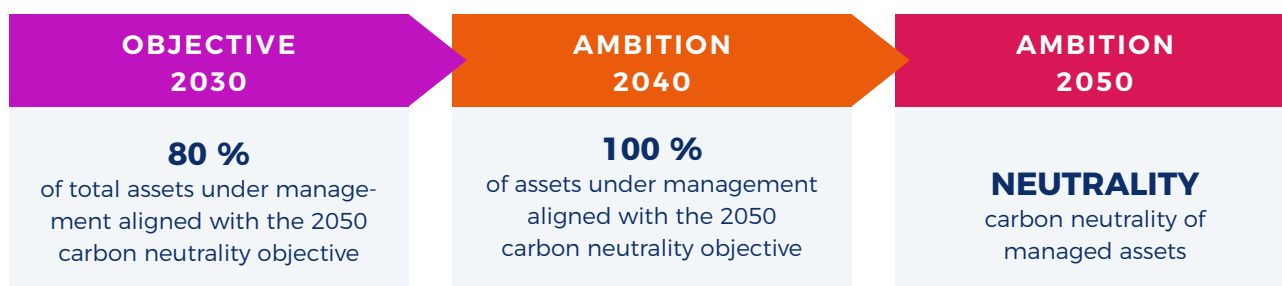 OBJECTIVE
2030
80 %
of total assets under manage-
ment aligned with the 2050
carbon neutrality objective
AMBITION
2040
100 %
of assets under management
aligned with the 2050
carbon neutrality objective
AMBITION
2050
NEUTRALITY
carbon neutrality of
managed assets